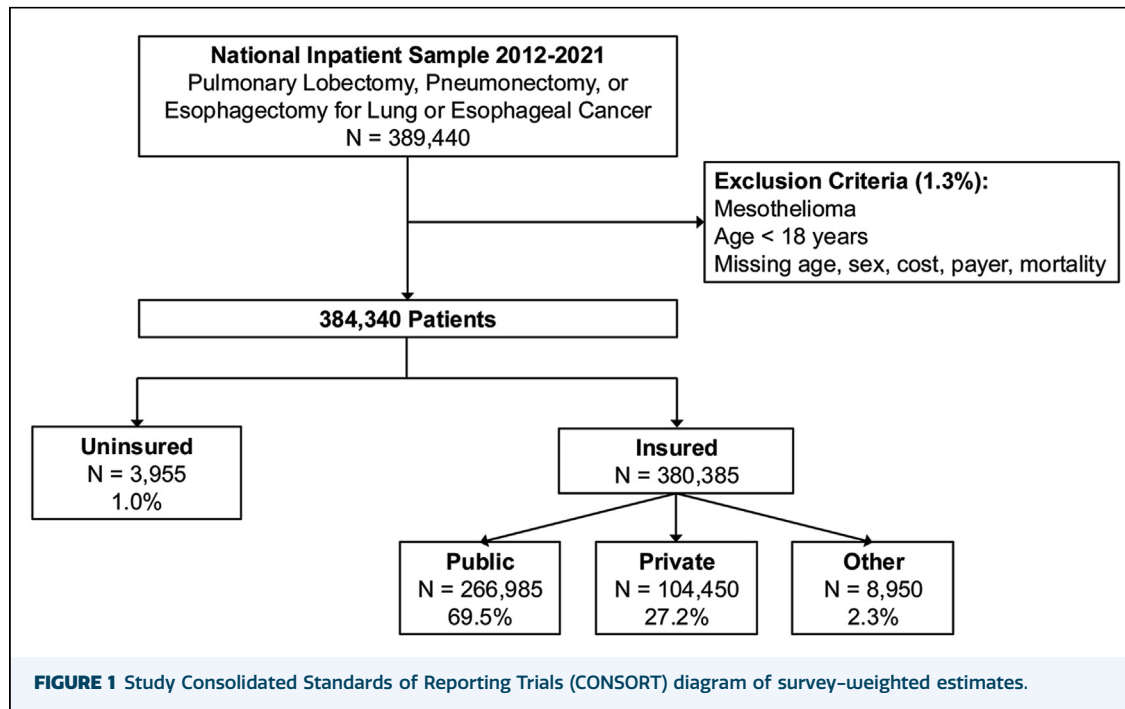 National Inpatient Sample 2012-2021
Pulmonary Lobectomy, Pneumonectomy, or
Esophagectomy for Lung or Esophageal Cancer
N = 389,440
Exclusion Criteria (1.3%):
Mesothelioma
Age < 18 years
Missing age, sex, cost, payer, mortality
384,340 Patients
Uninsured
N = 3,955
1.0%
Insured
N = 380,385
Public
N = 266,985
69.5%
Private
N = 104,450
27.2%
Other
N = 8,950
2.3%
FIGURE 1 Study Consolidated Standards of Reporting Trials (CONSORT) diagram of survey-weighted estimates.